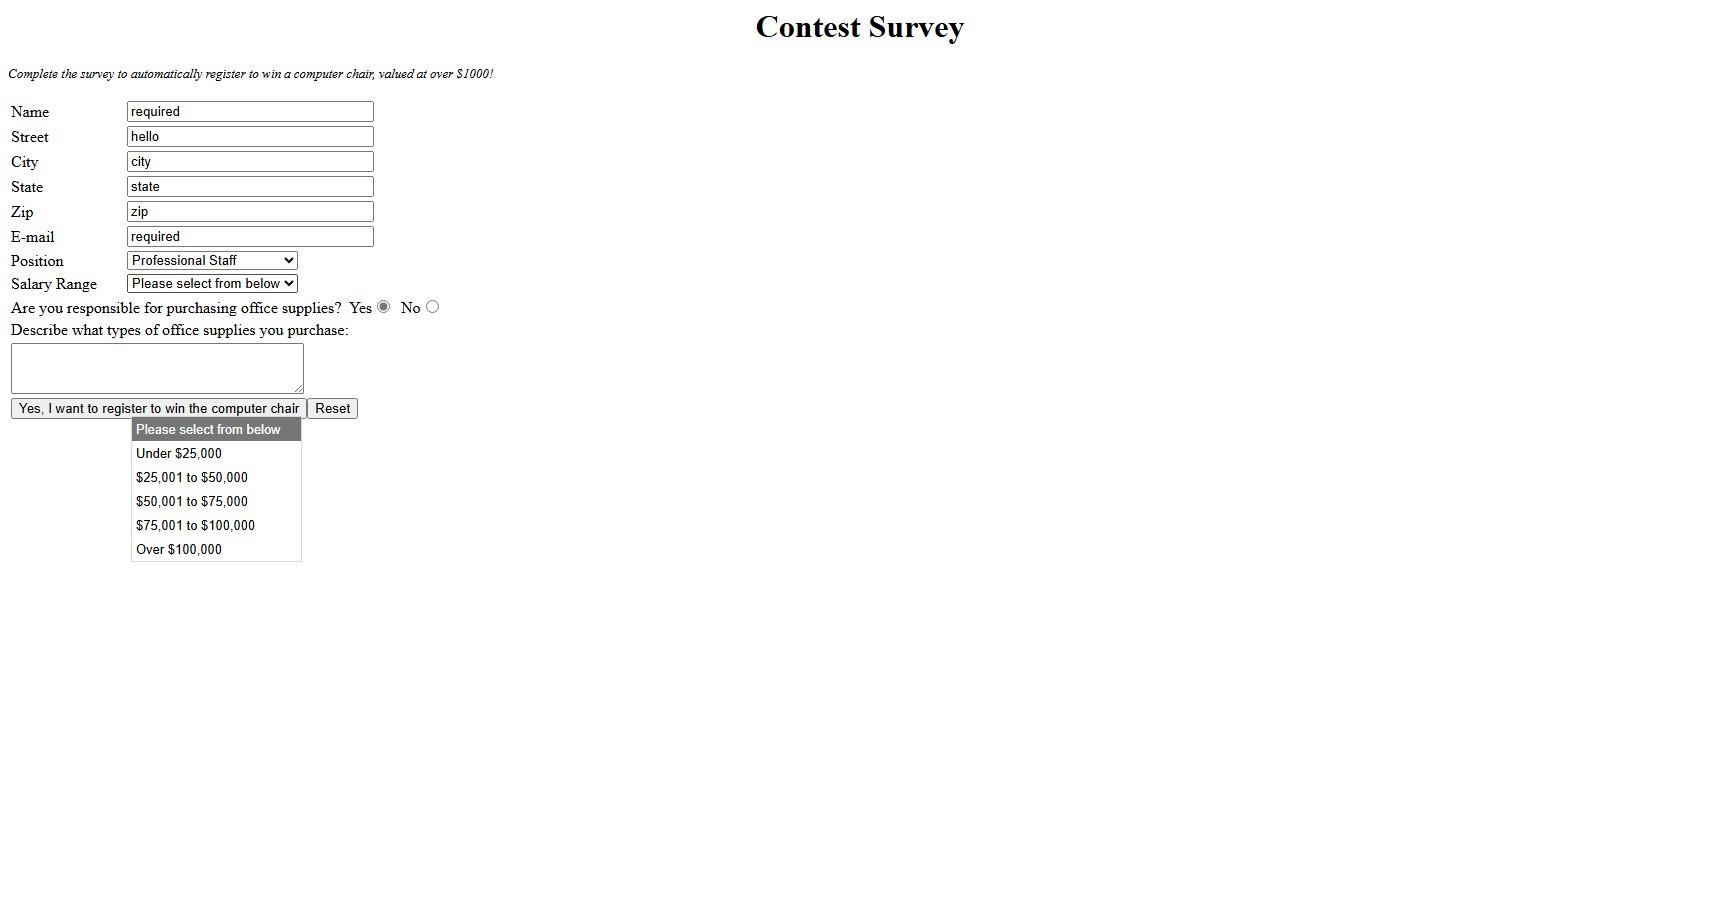 Contest Survey
Complete the survey to automatically register to win a computer chair, valued at over $1000!
Name required
Street hello
City city
State state
Zip zip
E-mail required
Position Professional Staff
Salary Range Please select from below
Are you responsible for purchasing office supplies? Yes No
Describe what types of office supplies you purchase:
Yes, I want to register to win the computer chair Reset
Please select from below
Under $25,000
$25,001 to $50,000
$50,001 to $75,000
$75,001 to $100,000
Over $100,000